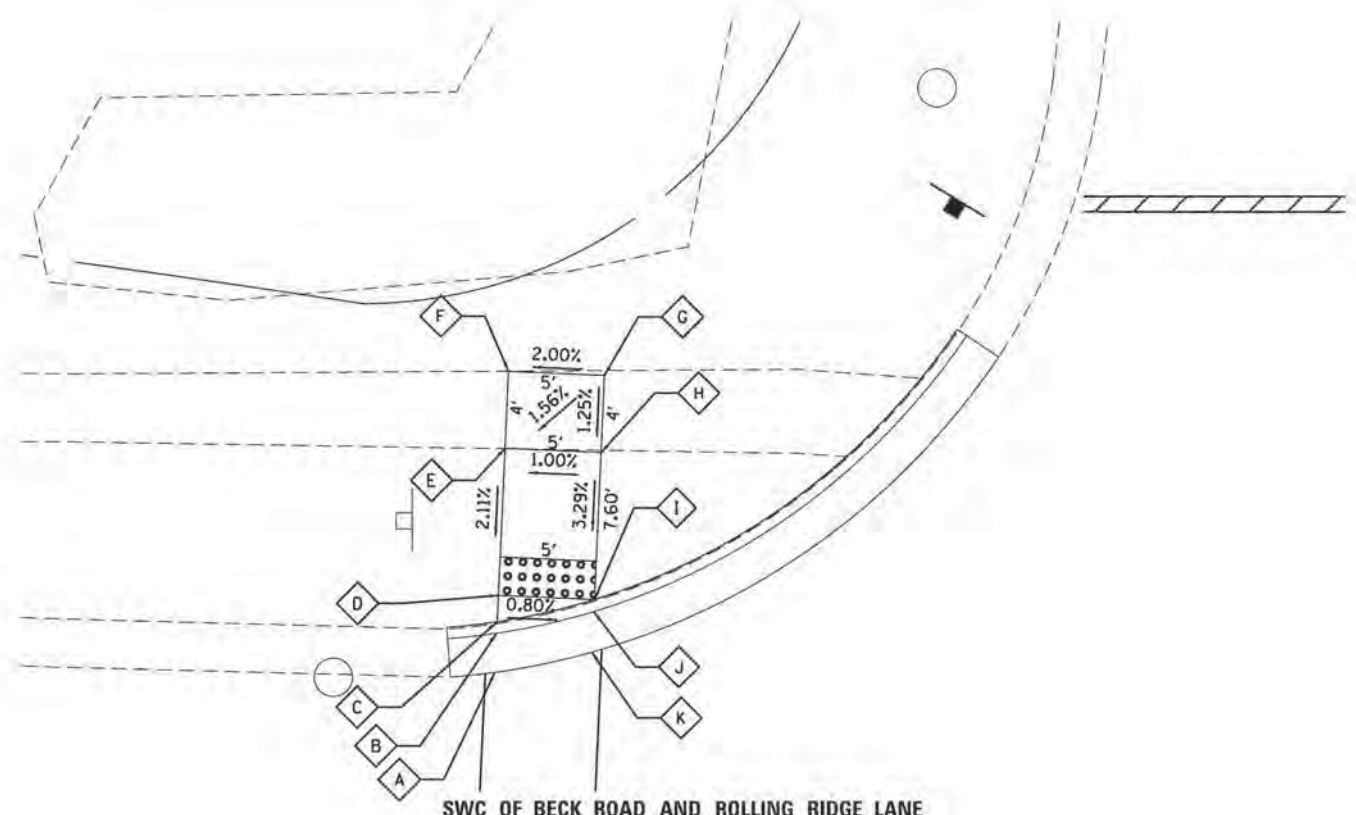 F
G
2.00%
5'
4'
1.56%
1.25%
4'
H
5'
1.00%
E
2.11%
3.29%
7.60'
I
5'
D
0.80%
J
C
K
B
A
SWC OF BECK ROAD AND ROLLING RIDGE LANE